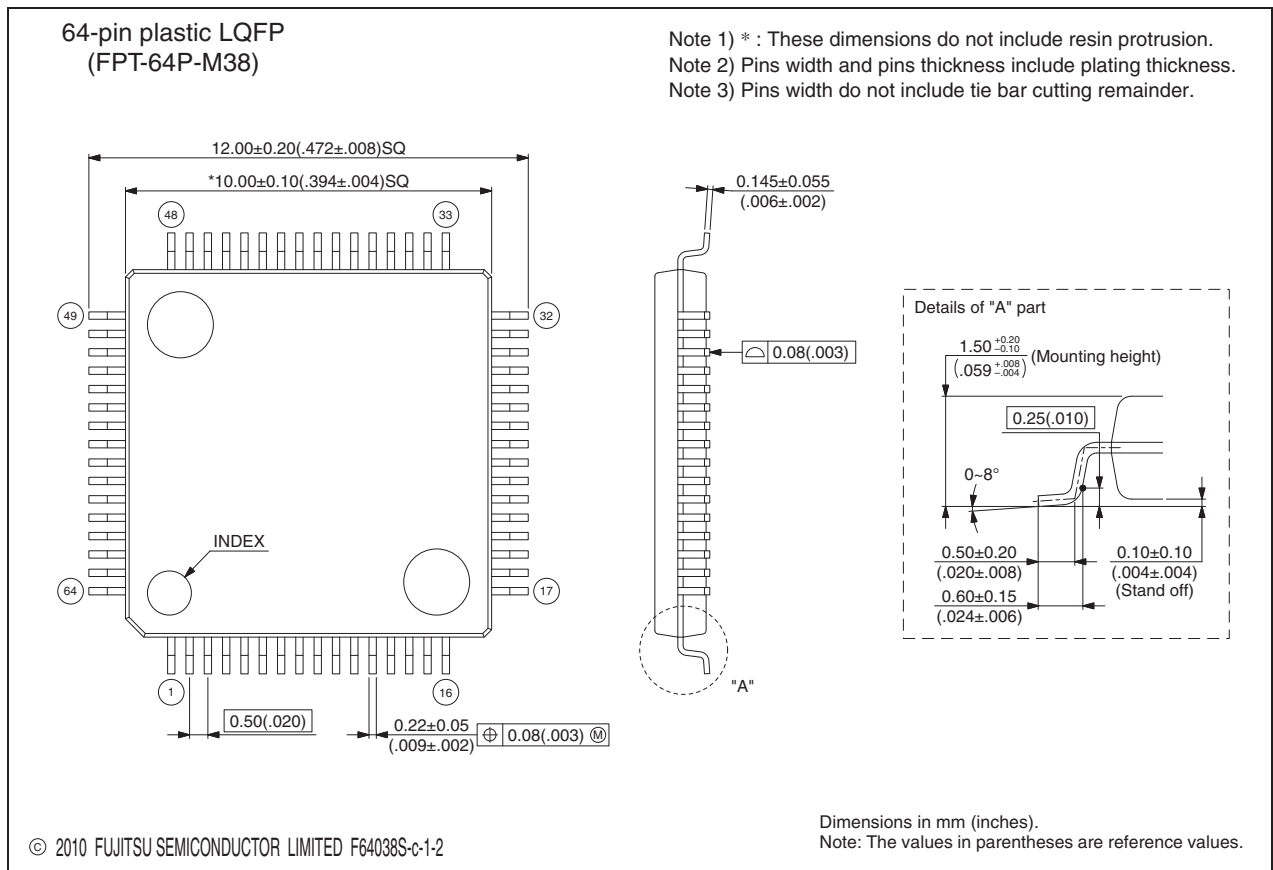 64-pin plastic LQFP
(FPT-64P-M38)
Note 1) * : These dimensions do not include resin protrusion.
Note 2) Pins width and pins thickness include plating thickness.
Note 3) Pins width do not include tie bar cutting remainder.
12.00±0.20(.472±.008)SQ
*10.00±0.10(.394±.004)SQ
48
33
49
32
INDEX
64
17
1
16
0.50(.020)
0.22±0.05
(.009±.002)
⌖ 0.08(.003) Ⓜ
0.145±0.055
(.006±.002)
⌓ 0.08(.003)
"A"
Details of "A" part
1.50 +0.20 −0.10 (Mounting height)
(.059 +.008 −.004)
0.25(.010)
0~8°
0.50±0.20
(.020±.008)
0.60±0.15
(.024±.006)
0.10±0.10
(.004±.004)
(Stand off)
© 2010 FUJITSU SEMICONDUCTOR LIMITED F64038S-c-1-2
Dimensions in mm (inches).
Note: The values in parentheses are reference values.